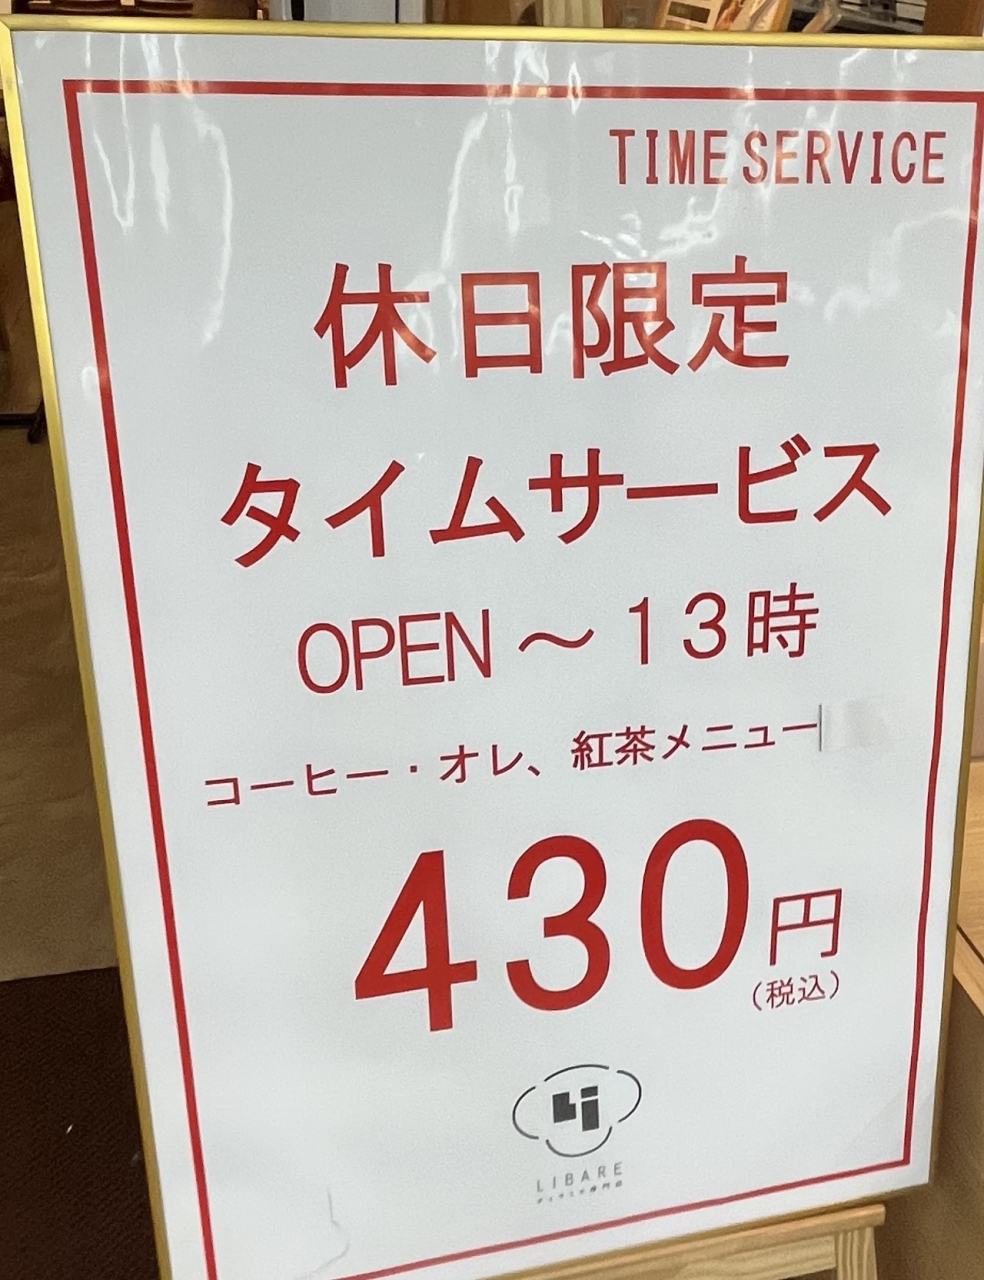 TIME SERVICE
休日限定
タイムサービス
OPEN ～ 13時
コーヒー・オレ、紅茶メニュー
430円
(税込)
LIBARE